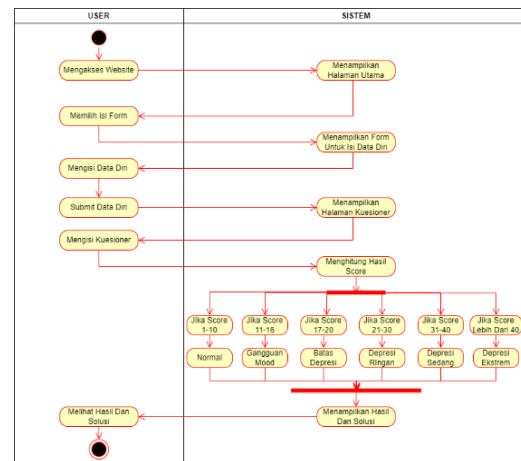 USER
SISTEM
Mengakses Website
Menampilkan
Halaman Utama
Memilih Isi Form
Menampilkan Form
Untuk Isi Data Diri
Mengisi Data Diri
Submit Data Diri
Menampilkan
Halaman Kuesioner
Mengisi Kuesioner
Menghitung Hasil
Score
Jika Score
1-10
Jika Score
11-16
Jika Score
17-20
Jika Score
21-30
Jika Score
31-40
Jika Score
Lebih Dari 40
Normal
Gangguan
Mood
Batas
Depresi
Depresi
RIngan
Depresi
Sedang
Depresi
Ekstrem
Melihat Hasil Dan
Solusi
Menampilkan Hasil
Dan Solusi